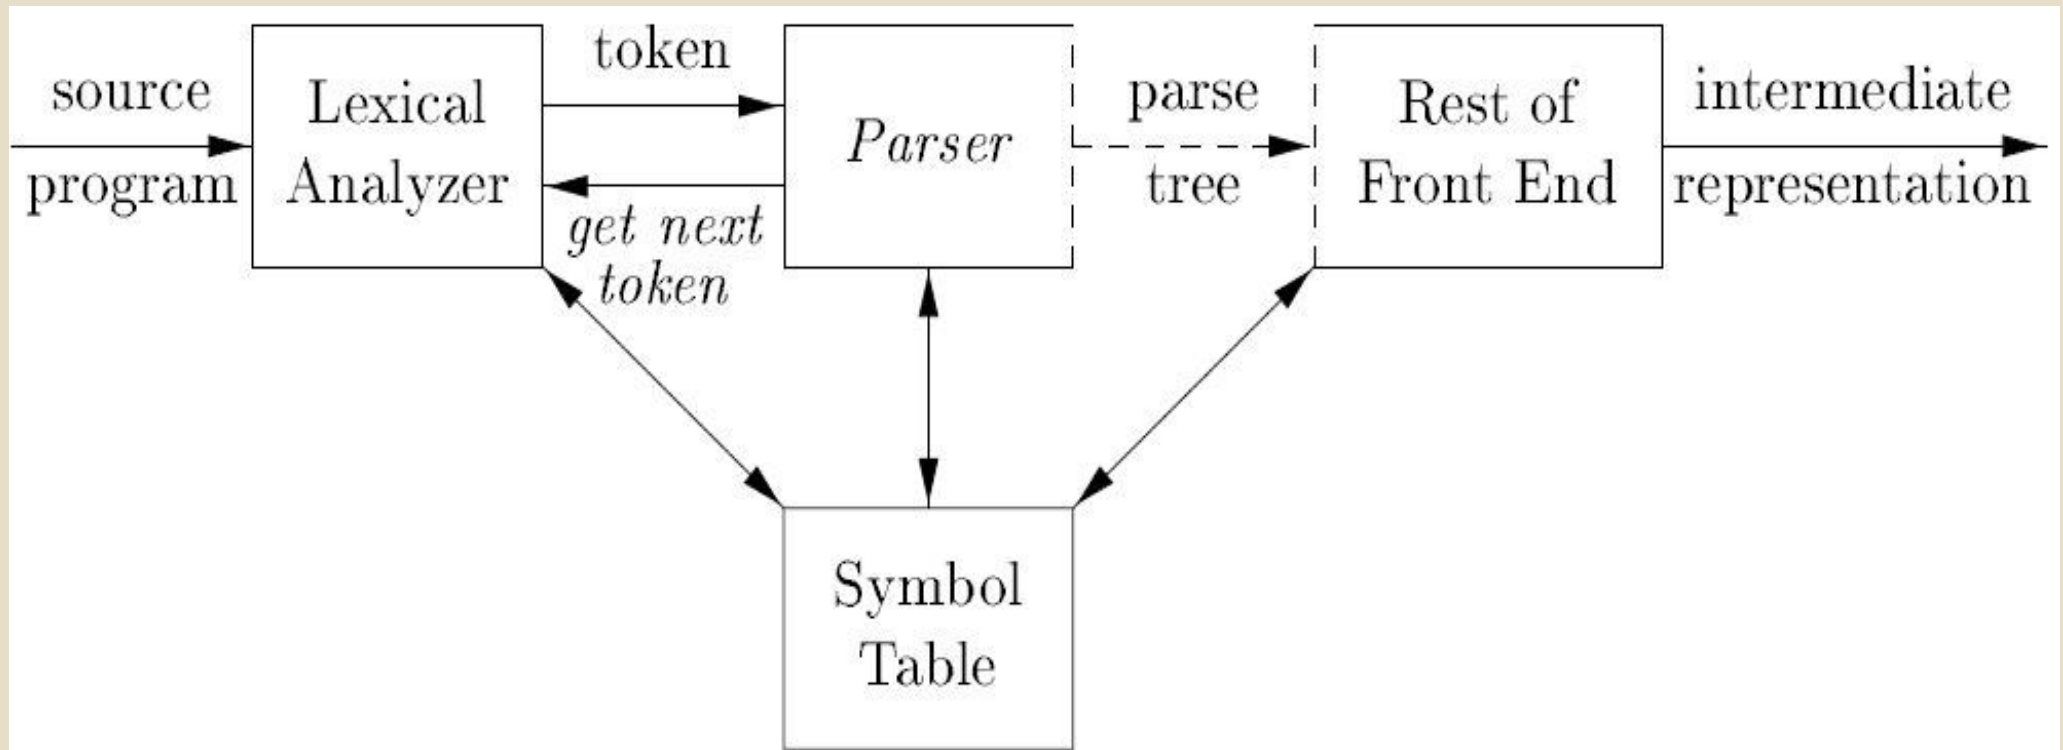 source
program
Lexical
Analyzer
token
get next
token
Parser
parse
tree
Rest of
Front End
intermediate
representation
Symbol
Table